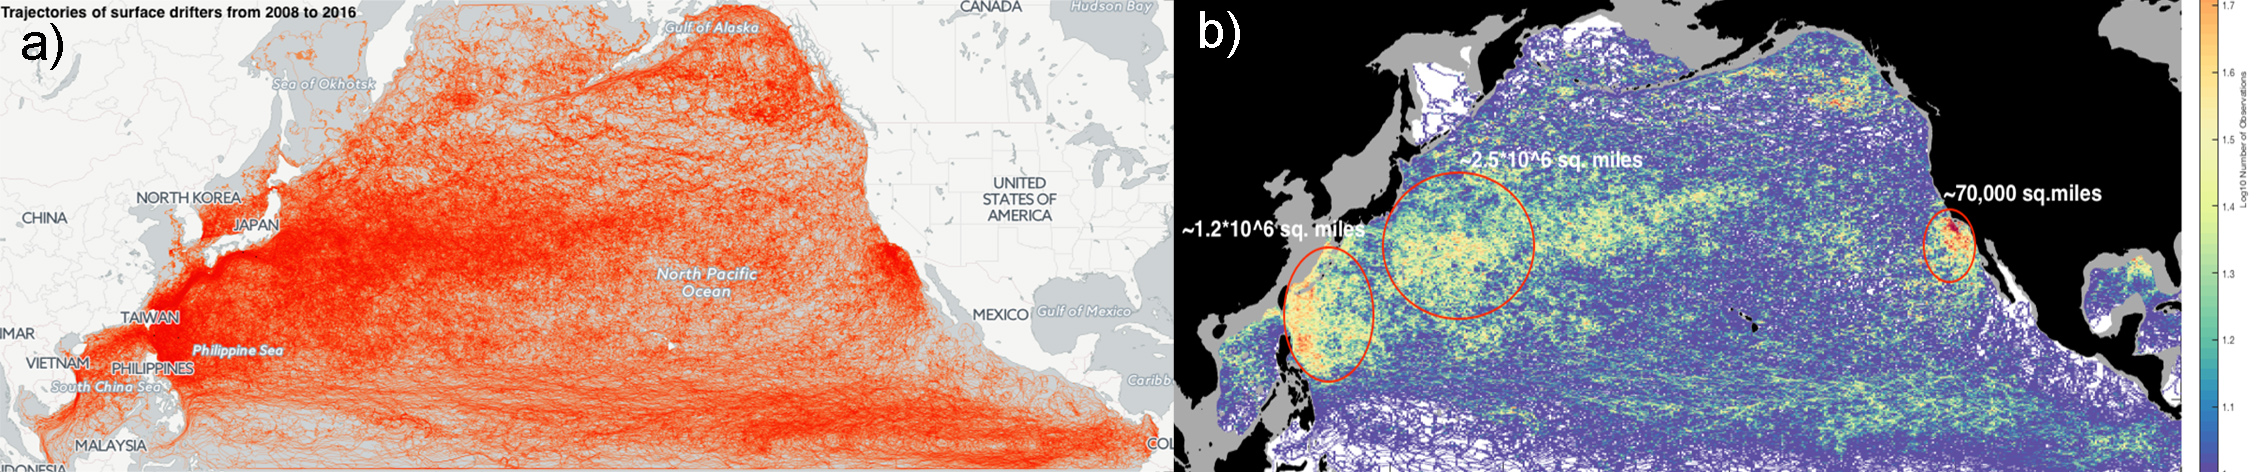 Trajectories of surface drifters from 2008 to 2016
a)
CANADA
Hudson Bay
Gulf of Alaska
Sea of Okhotsk
NORTH KOREA
CHINA
JAPAN
UNITED
STATES OF
AMERICA
North Pacific
Ocean
TAIWAN
MEXICO
Gulf of Mexico
IMAR
Philippine Sea
VIETNAM
PHILIPPINES
South China Sea
Caribb
MALAYSIA
COL
INDONESIA
b)
~2.5*10^6 sq. miles
~70,000 sq.miles
~1.2*10^6 sq. miles
1.7
1.6
1.5
1.4
1.3
1.2
1.1
Log10 Number of Observations